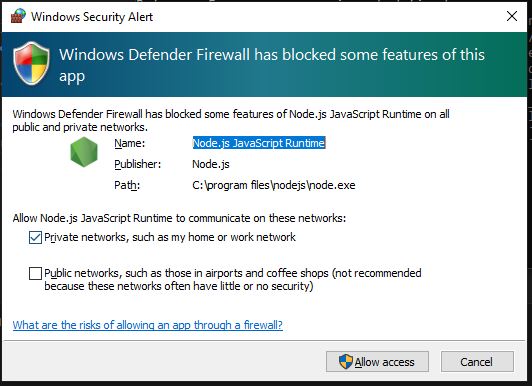 Windows Security Alert
Windows Defender Firewall has blocked some features of this
app
Windows Defender Firewall has blocked some features of Node.js JavaScript Runtime on all
public and private networks.
Name: Node.js JavaScript Runtime
Publisher: Node.js
Path: C:\program files\nodejs\node.exe
Allow Node.js JavaScript Runtime to communicate on these networks:
Private networks, such as my home or work network
Public networks, such as those in airports and coffee shops (not recommended
because these networks often have little or no security)
What are the risks of allowing an app through a firewall?
Allow access Cancel